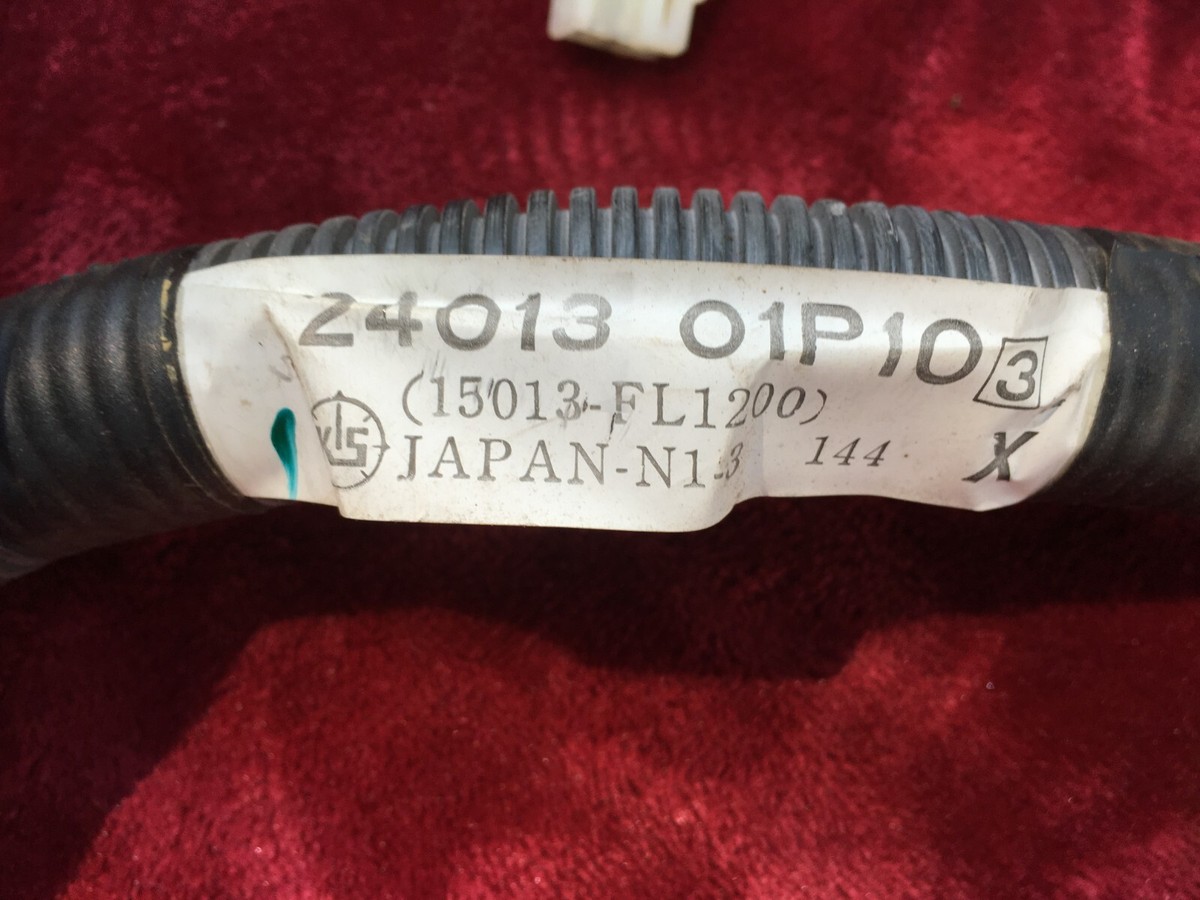 24013 01P10 3
(15013-FL1200)
JAPAN-N1 3 144
X